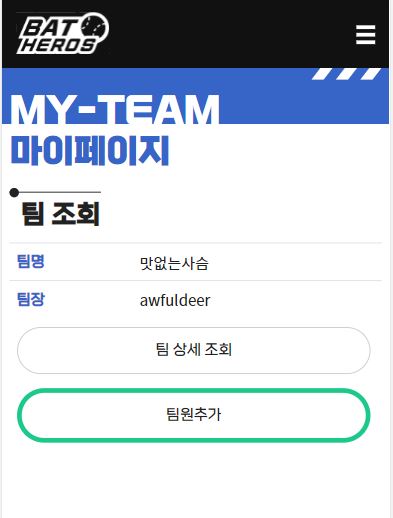 BAT
HEROS
MY-TEAM
마이페이지
팀 조회
팀명 맛없는사슴
팀장 awfuldeer
팀 상세 조회
팀원추가